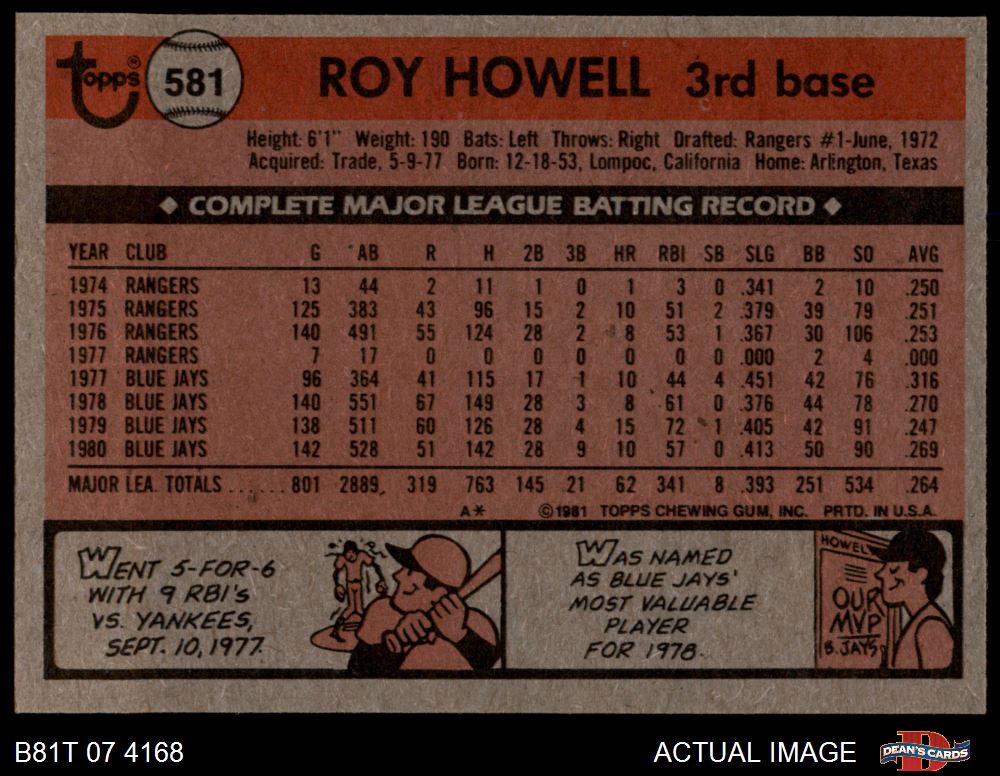 Topps® 581 ROY HOWELL 3rd base
Height: 6'1" Weight: 190 Bats: Left Throws: Right Drafted: Rangers #1-June, 1972
Acquired: Trade, 5-9-77 Born: 12-18-53, Lompoc, California Home: Arlington, Texas
◆ COMPLETE MAJOR LEAGUE BATTING RECORD ◆
YEAR CLUB G AB R H 2B 3B HR RBI SB SLG BB SO AVG
1974 RANGERS 13 44 2 11 1 0 1 3 0 .341 2 10 .250
1975 RANGERS 125 383 43 96 15 2 10 51 2 .379 39 79 .251
1976 RANGERS 140 491 55 124 28 2 8 53 1 .367 30 106 .253
1977 RANGERS 7 17 0 0 0 0 0 0 0 .000 2 4 .000
1977 BLUE JAYS 96 364 41 115 17 1 10 44 4 .451 42 76 .316
1978 BLUE JAYS 140 551 67 149 28 3 8 61 0 .376 44 78 .270
1979 BLUE JAYS 138 511 60 126 28 4 15 72 1 .405 42 91 .247
1980 BLUE JAYS 142 528 51 142 28 9 10 57 0 .413 50 90 .269
MAJOR LEA. TOTALS ...... 801 2889 319 763 145 21 62 341 8 .393 251 534 .264
A* ©1981 TOPPS CHEWING GUM, INC. PRTD. IN U.S.A.
WENT 5-FOR-6
WITH 9 RBI'S
VS. YANKEES,
SEPT. 10, 1977.
WAS NAMED
AS BLUE JAYS'
MOST VALUABLE
PLAYER
FOR 1978.
HOWELL
OUR
MVP
B. JAYS
B81T 07 4168 ACTUAL IMAGE DEAN'S CARDS